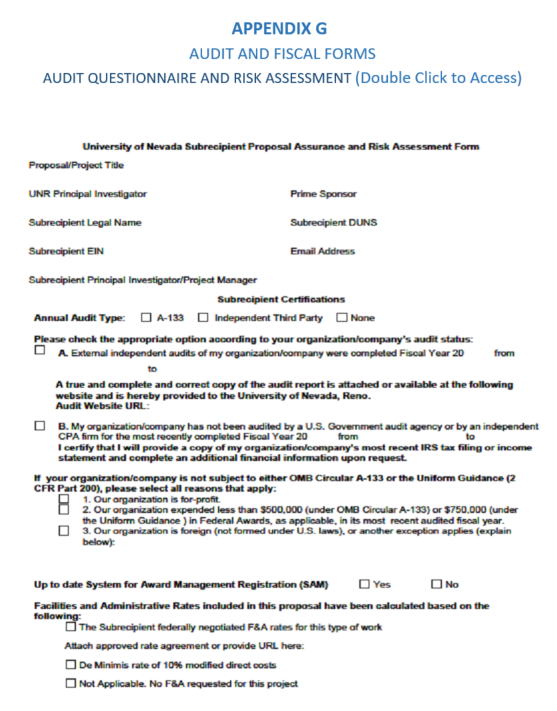 APPENDIX G
AUDIT AND FISCAL FORMS
AUDIT QUESTIONNAIRE AND RISK ASSESSMENT (Double Click to Access)
University of Nevada Subrecipient Proposal Assurance and Risk Assessment Form
Proposal/Project Title
UNR Principal Investigator Prime Sponsor
Subrecipient Legal Name Subrecipient DUNS
Subrecipient EIN Email Address
Subrecipient Principal Investigator/Project Manager
Subrecipient Certifications
Annual Audit Type: A-133 Independent Third Party None
Please check the appropriate option according to your organization/company's audit status:
A. External independent audits of my organization/company were completed Fiscal Year 20 from
to
A true and complete and correct copy of the audit report is attached or available at the following
website and is hereby provided to the University of Nevada, Reno.
Audit Website URL:
B. My organization/company has not been audited by a U.S. Government audit agency or by an independent
CPA firm for the most recently completed Fiscal Year 20 from to
I certify that I will provide a copy of my organization/company's most recent IRS tax filing or income
statement and complete an additional financial information upon request.
If your organization/company is not subject to either OMB Circular A-133 or the Uniform Guidance (2
CFR Part 200), please select all reasons that apply:
1. Our organization is for-profit.
2. Our organization expended less than $500,000 (under OMB Circular A-133) or $750,000 (under
the Uniform Guidance ) in Federal Awards, as applicable, in its most recent audited fiscal year.
3. Our organization is foreign (not formed under U.S. laws), or another exception applies (explain
below):
Up to date System for Award Management Registration (SAM) Yes No
Facilities and Administrative Rates included in this proposal have been calculated based on the
following:
The Subrecipient federally negotiated F&A rates for this type of work
Attach approved rate agreement or provide URL here:
De Minimis rate of 10% modified direct costs
Not Applicable. No F&A requested for this project